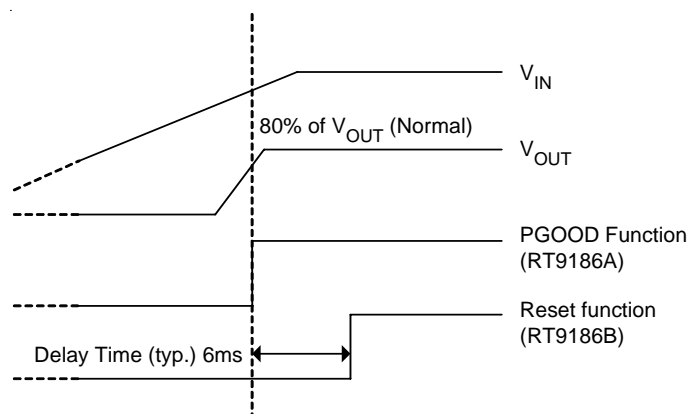 V_IN
80% of V_OUT (Normal)
V_OUT
PGOOD Function
(RT9186A)
Reset function
(RT9186B)
Delay Time (typ.) 6ms